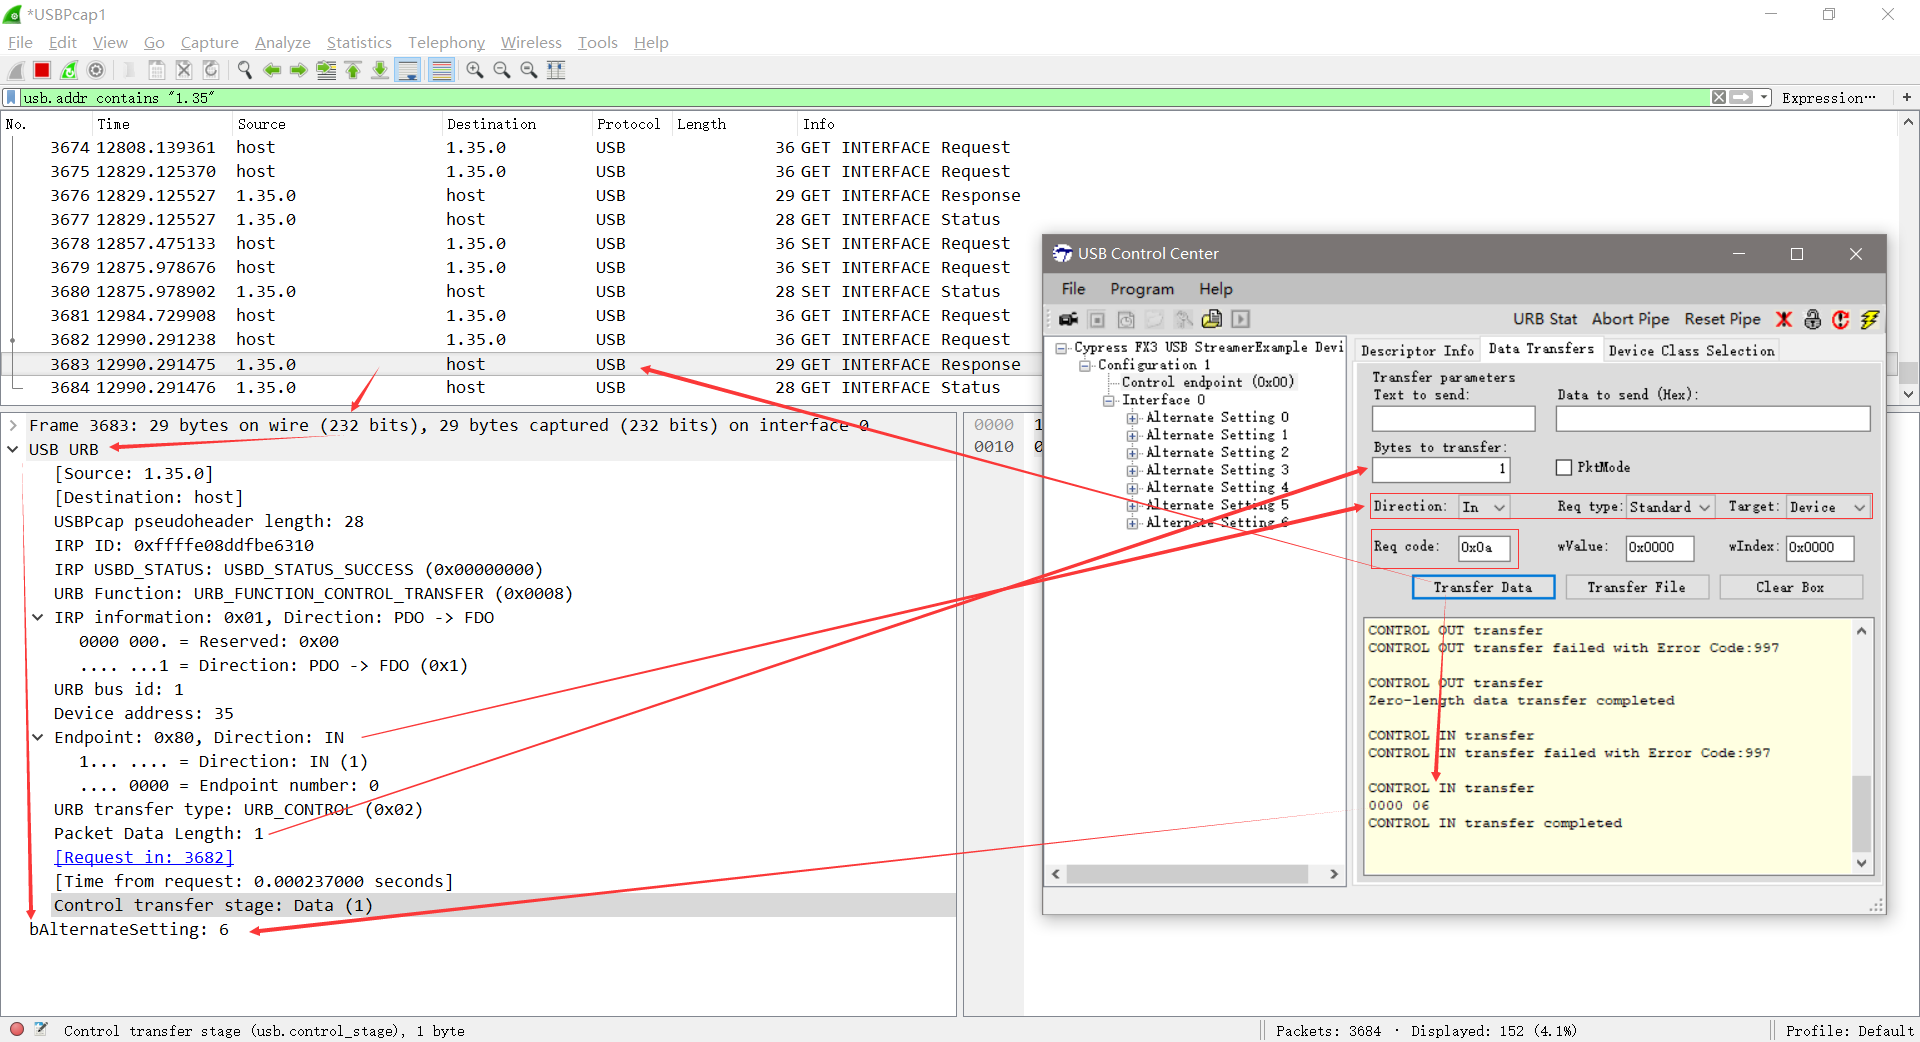 *USBPcap1
File Edit View Go Capture Analyze Statistics Telephony Wireless Tools Help
usb.addr contains "1.35"
Expression… +
No. Time Source Destination Protocol Length Info
3674 12808.139361 host 1.35.0 USB 36 GET INTERFACE Request
3675 12829.125370 host 1.35.0 USB 36 GET INTERFACE Request
3676 12829.125527 1.35.0 host USB 29 GET INTERFACE Response
3677 12829.125527 1.35.0 host USB 28 GET INTERFACE Status
3678 12857.475133 host 1.35.0 USB 36 SET INTERFACE Request
3679 12875.978676 host 1.35.0 USB 36 SET INTERFACE Request
3680 12875.978902 1.35.0 host USB 28 SET INTERFACE Status
3681 12984.729908 host 1.35.0 USB 36 GET INTERFACE Request
3682 12990.291238 host 1.35.0 USB 36 GET INTERFACE Request
3683 12990.291475 1.35.0 host USB 29 GET INTERFACE Response
3684 12990.291476 1.35.0 host USB 28 GET INTERFACE Status
Frame 3683: 29 bytes on wire (232 bits), 29 bytes captured (232 bits) on interface 0
USB URB
[Source: 1.35.0]
[Destination: host]
USBPcap pseudoheader length: 28
IRP ID: 0xffffe08ddfbe6310
IRP USBD_STATUS: USBD_STATUS_SUCCESS (0x00000000)
URB Function: URB_FUNCTION_CONTROL_TRANSFER (0x0008)
IRP information: 0x01, Direction: PDO -> FDO
0000 000. = Reserved: 0x00
.... ...1 = Direction: PDO -> FDO (0x1)
URB bus id: 1
Device address: 35
Endpoint: 0x80, Direction: IN
1... .... = Direction: IN (1)
.... 0000 = Endpoint number: 0
URB transfer type: URB_CONTROL (0x02)
Packet Data Length: 1
[Request in: 3682]
[Time from request: 0.000237000 seconds]
Control transfer stage: Data (1)
bAlternateSetting: 6
0000 1
0010 0
USB Control Center
File Program Help
URB Stat Abort Pipe Reset Pipe
Cypress FX3 USB StreamerExample Devi
Configuration 1
Control endpoint (0x00)
Interface 0
Alternate Setting 0
Alternate Setting 1
Alternate Setting 2
Alternate Setting 3
Alternate Setting 4
Alternate Setting 5
Alternate Setting 6
Descriptor Info Data Transfers Device Class Selection
Transfer parameters
Text to send: Data to send (Hex):
Bytes to transfer:
1 PktMode
Direction: In Req type: Standard Target: Device
Req code: 0x0a wValue: 0x0000 wIndex: 0x0000
Transfer Data Transfer File Clear Box
CONTROL OUT transfer
CONTROL OUT transfer failed with Error Code:997
CONTROL OUT transfer
Zero-length data transfer completed
CONTROL IN transfer
CONTROL IN transfer failed with Error Code:997
CONTROL IN transfer
0000 06
CONTROL IN transfer completed
Control transfer stage (usb.control_stage), 1 byte
Packets: 3684 · Displayed: 152 (4.1%)
Profile: Default